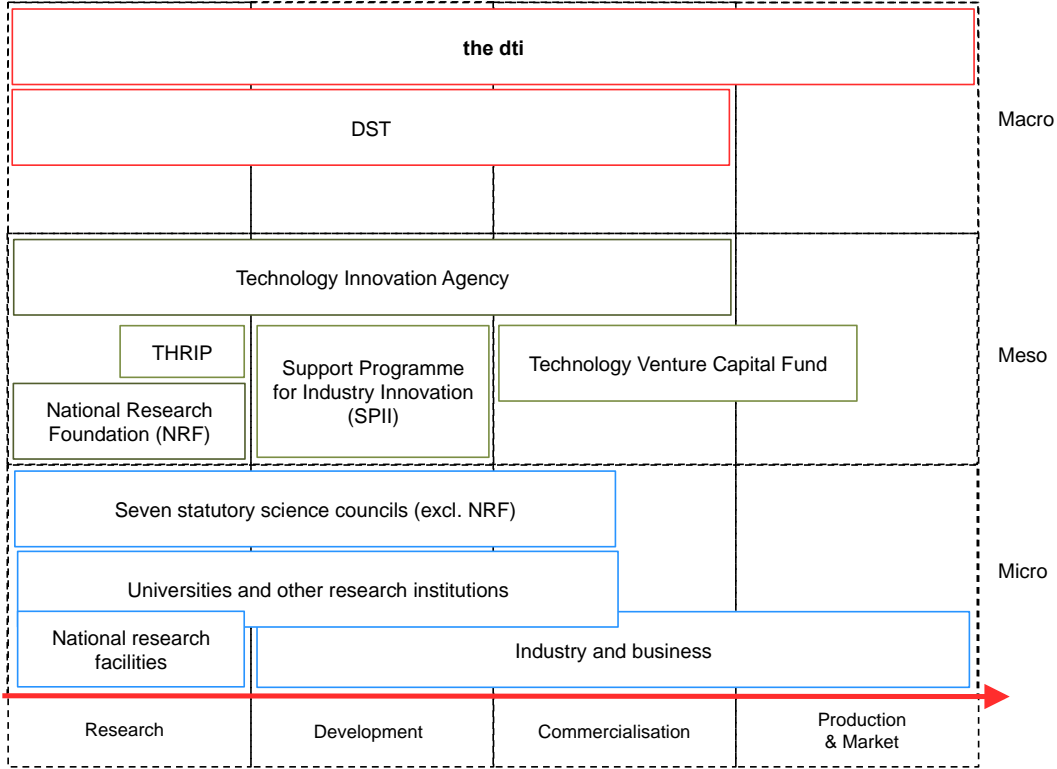 the dti
DST
Macro
Technology Innovation Agency
THRIP
Support Programme
for Industry Innovation
(SPII)
Technology Venture Capital Fund
Meso
National Research
Foundation (NRF)
Seven statutory science councils (excl. NRF)
Universities and other research institutions
Micro
National research
facilities
Industry and business
Research
Development
Commercialisation
Production
& Market